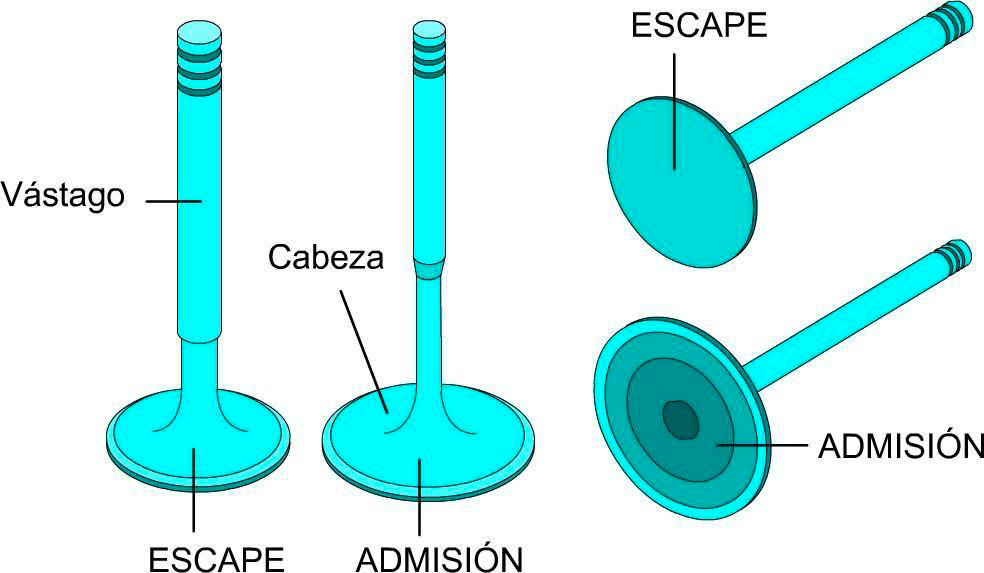 ESCAPE
Vástago
Cabeza
ADMISIÓN
ESCAPE
ADMISIÓN